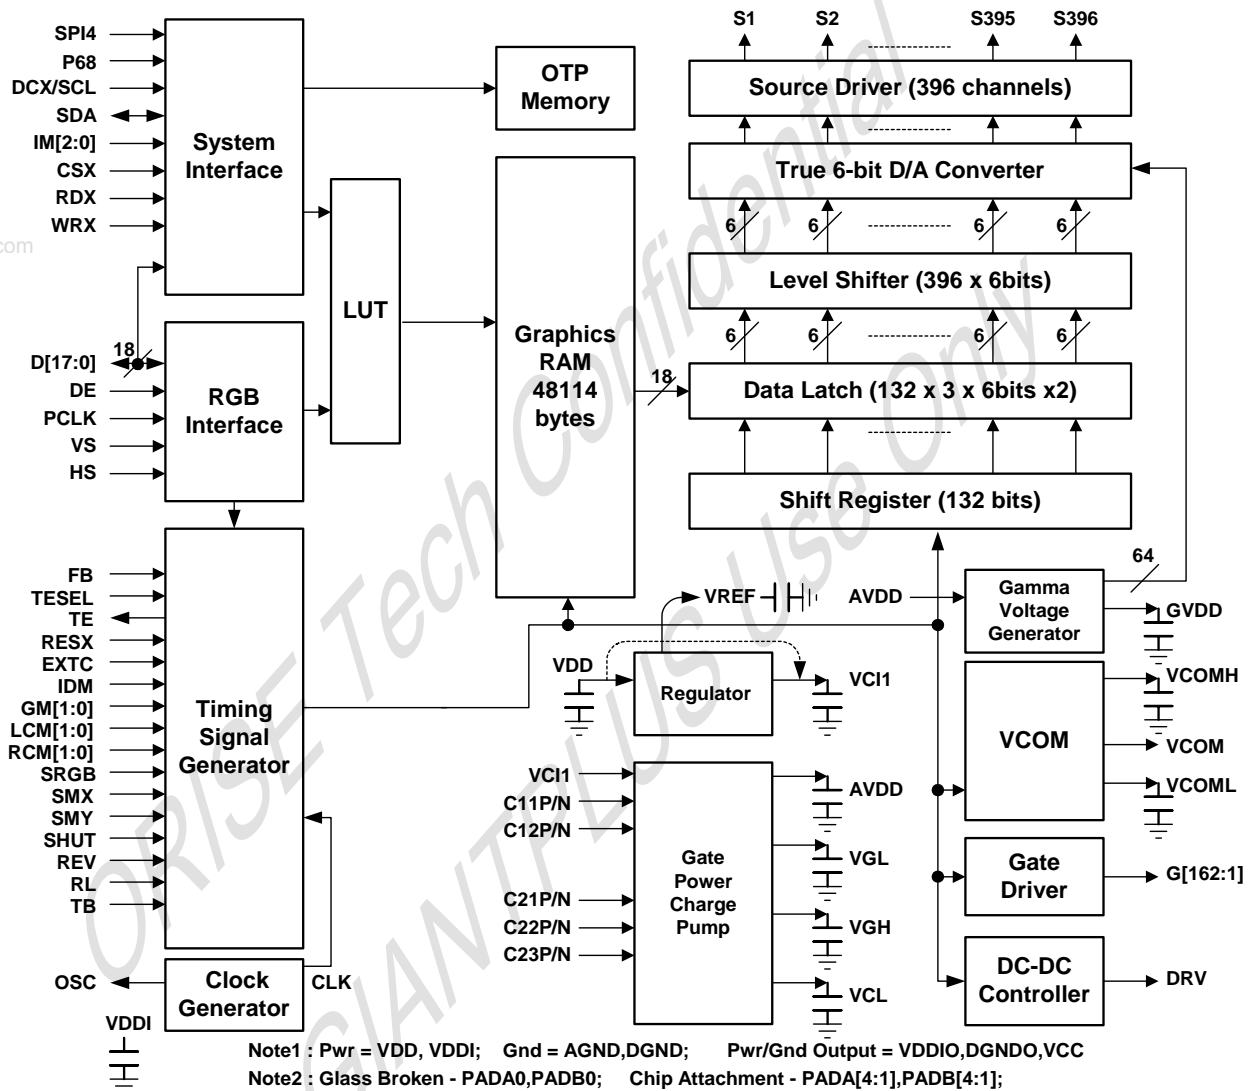 S1 S2 S395 S396
SPI4
P68
DCX/SCL
SDA
IM[2:0]
CSX
RDX
WRX
System
Interface
OTP
Memory
Source Driver (396 channels)
True 6-bit D/A Converter
6 6 6 6
Level Shifter (396 x 6bits)
6 6 6 6
Data Latch (132 x 3 x 6bits x2)
Shift Register (132 bits)
com
LUT
Graphics
RAM
48114
bytes
18
18
D[17:0]
DE
PCLK
VS
HS
RGB
Interface
FB
TESEL
TE
RESX
EXTC
IDM
GM[1:0]
LCM[1:0]
RCM[1:0]
SRGB
SMX
SMY
SHUT
REV
RL
TB
Timing
Signal
Generator
OSC
Clock
Generator
CLK
VDDI
VREF
VDD
Regulator
VCI1
AVDD
Gamma
Voltage
Generator
64
GVDD
VCOM
VCOMH
VCOM
VCOML
VCI1
C11P/N
C12P/N
C21P/N
C22P/N
C23P/N
Gate
Power
Charge
Pump
AVDD
VGL
VGH
VCL
Gate
Driver
G[162:1]
DC-DC
Controller
DRV
Note1 : Pwr = VDD, VDDI; Gnd = AGND,DGND; Pwr/Gnd Output = VDDIO,DGNDO,VCC
Note2 : Glass Broken - PADA0,PADB0; Chip Attachment - PADA[4:1],PADB[4:1];
ORISE Tech Confidential
GIANTPLUS Use Only